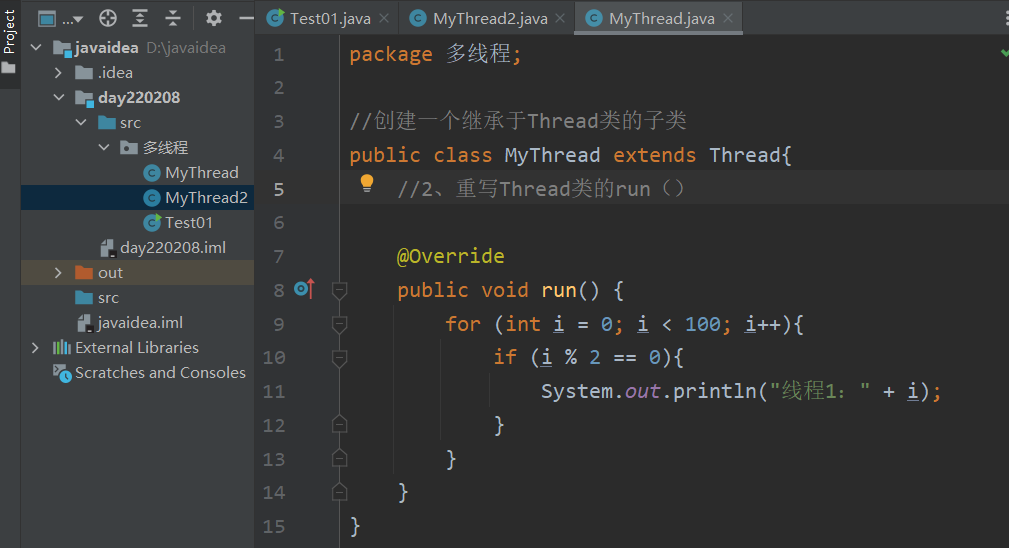 Project
...
javaidea D:\javaidea
.idea
day220208
src
多线程
MyThread
MyThread2
Test01
day220208.iml
out
src
javaidea.iml
External Libraries
Scratches and Consoles
Test01.java MyThread2.java MyThread.java
1 package 多线程;
2
3 //创建一个继承于Thread类的子类
4 public class MyThread extends Thread{
5 //2、重写Thread类的run（）
6
7 @Override
8 public void run() {
9 for (int i = 0; i < 100; i++){
10 if (i % 2 == 0){
11 System.out.println("线程1：" + i);
12 }
13 }
14 }
15 }